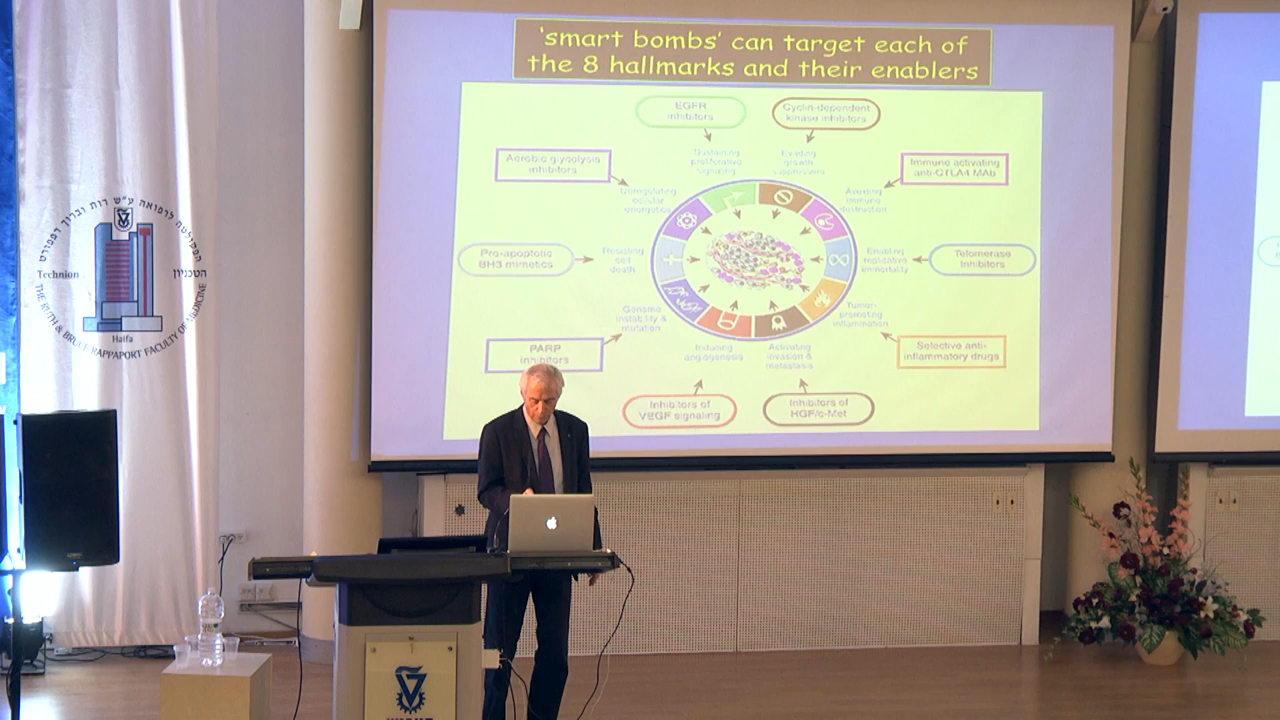 'smart bombs' can target each of
the 8 hallmarks and their enablers
EGFR
inhibitors
Cyclin-dependent
kinase inhibitors
Aerobic glycolysis
inhibitors
Sustaining
proliferative
signaling
Evading
growth
suppressors
Immune activating
anti-CTLA4 MAb
Deregulating
cellular
energetics
Avoiding
immune
destruction
Pro-apoptotic
BH3 mimetics
Resisting
cell
death
Enabling
replicative
immortality
Telomerase
Inhibitors
Genome
instability &
mutation
Tumor-
promoting
inflammation
PARP
inhibitors
Inducing
angiogenesis
Activating
invasion &
metastasis
Selective anti-
inflammatory drugs
Inhibitors of
VEGF signaling
Inhibitors of
HGF/c-Met
הפקולטה לרפואה ע"ש רות וברוך רפפורט
Technion
הטכניון
Haifa
THE RUTH & BRUCE RAPPAPORT FACULTY OF MEDICINE